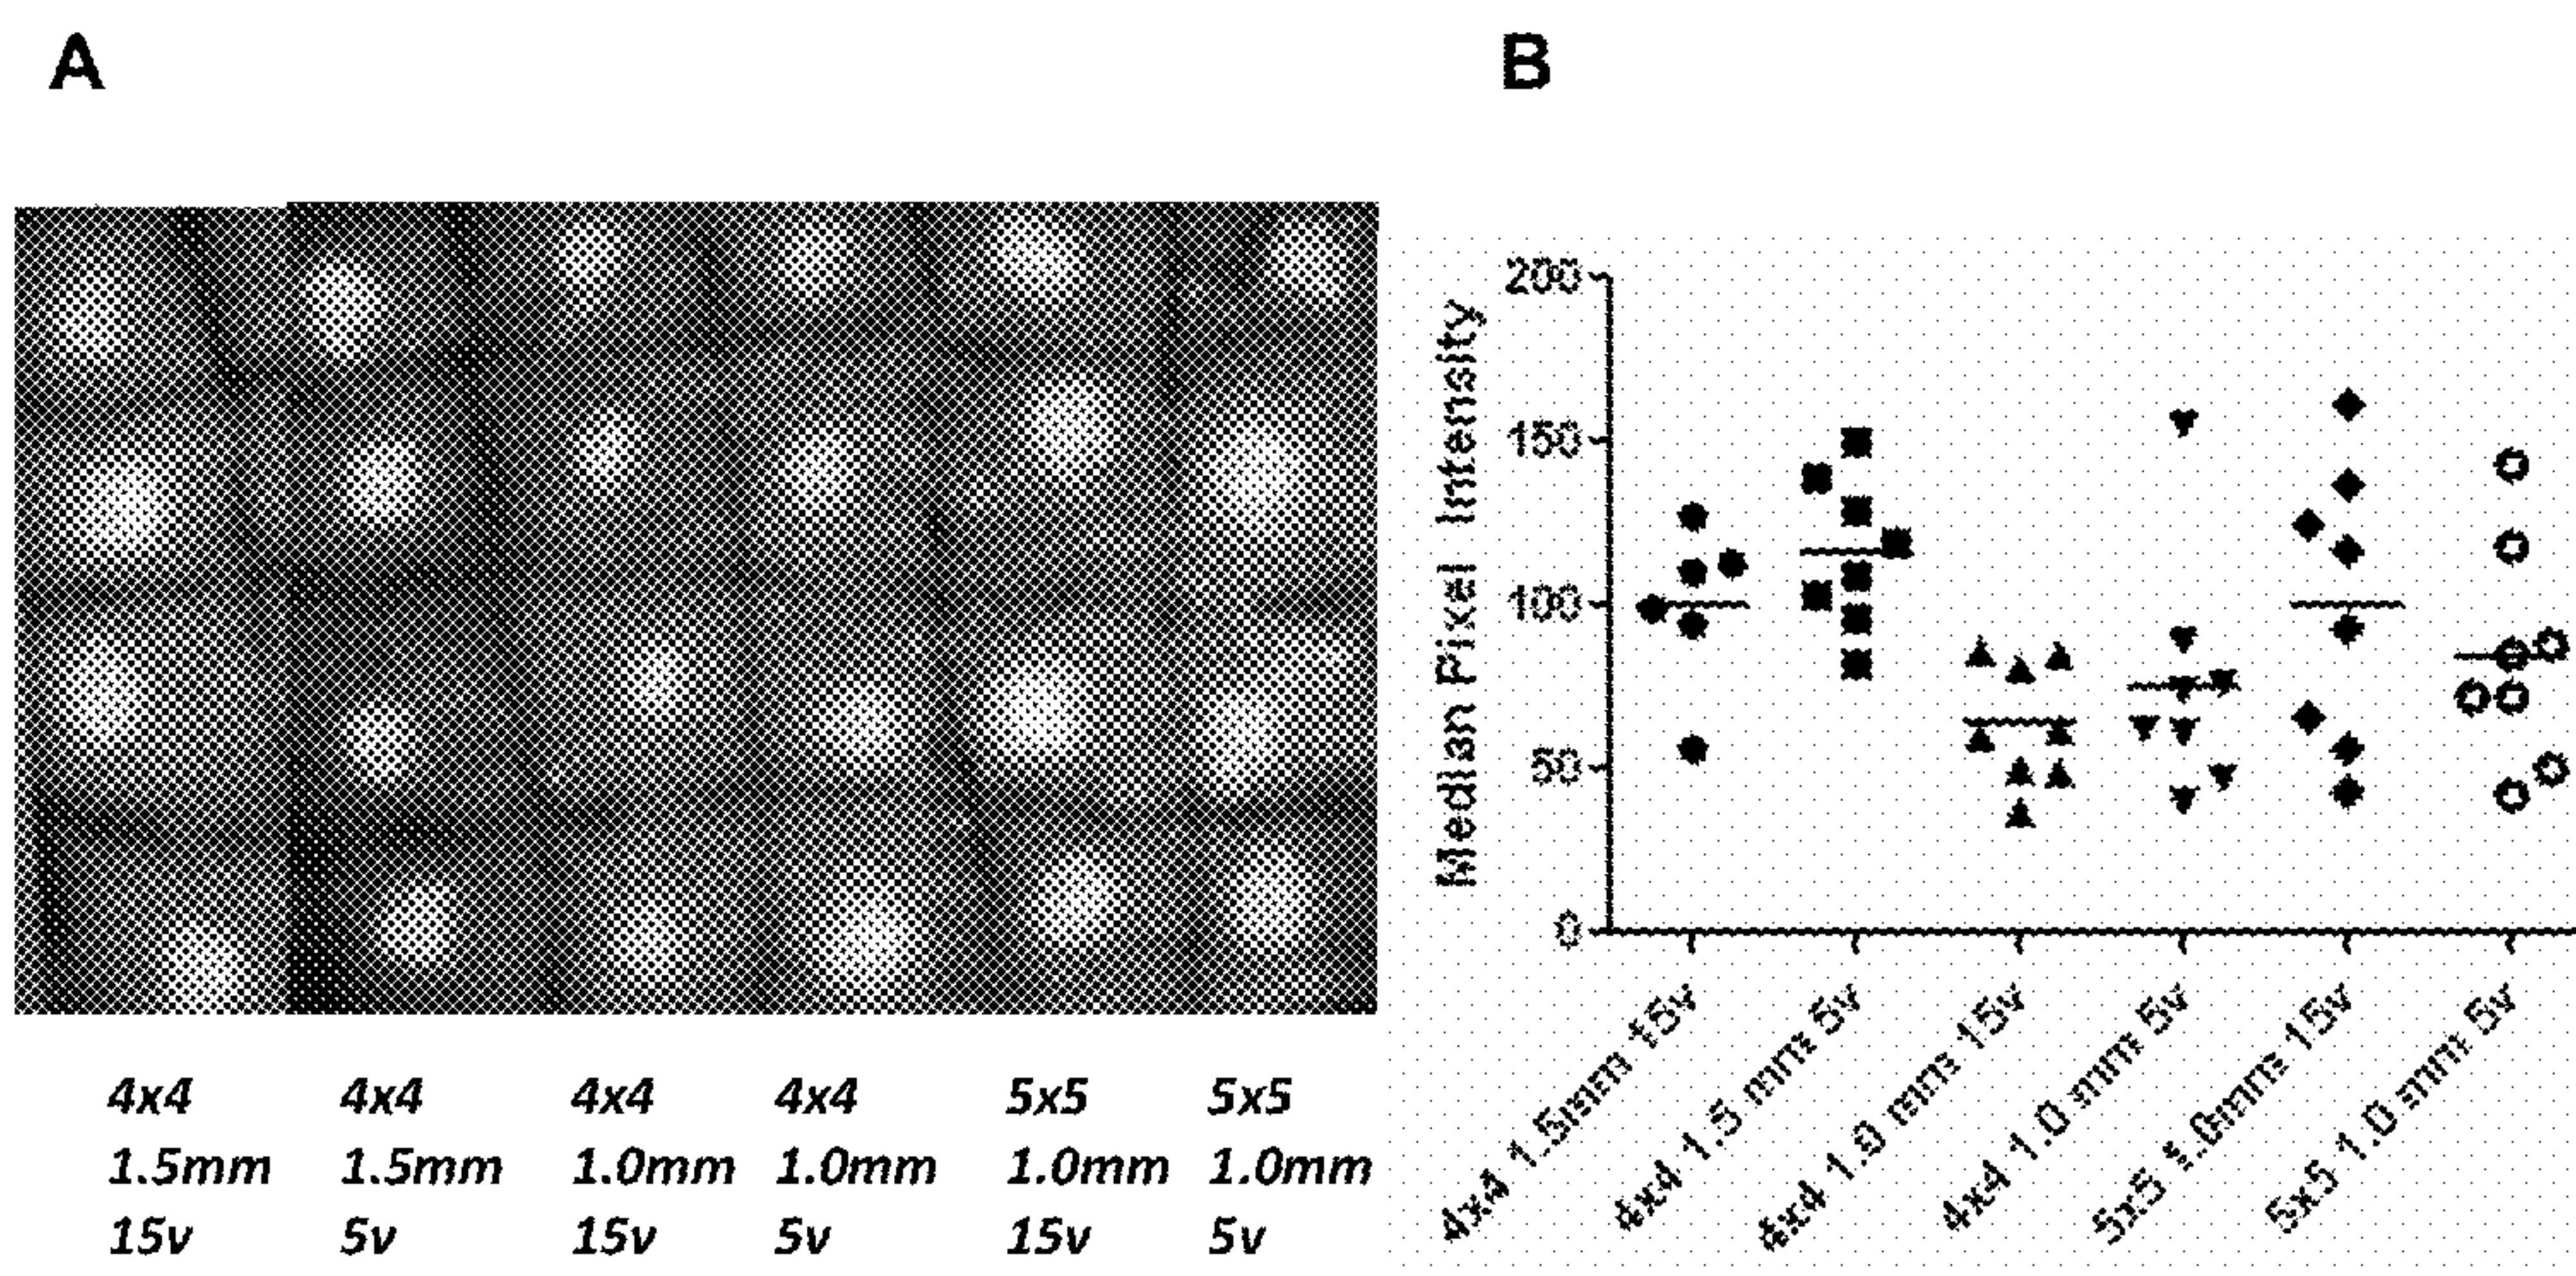 A
B
4x4 4x4 4x4 4x4 5x5 5x5
1.5mm 1.5mm 1.0mm 1.0mm 1.0mm 1.0mm
15v 5v 15v 5v 15v 5v
Median Pixel Intensity
200
150
100
50
0
4x4 1.5mm 15v
4x4 1.5 mm 5v
4x4 1.0 mm 15v
4x4 1.0 mm 5v
5x5 1.0mm 15v
5x5 1.0 mm 5v